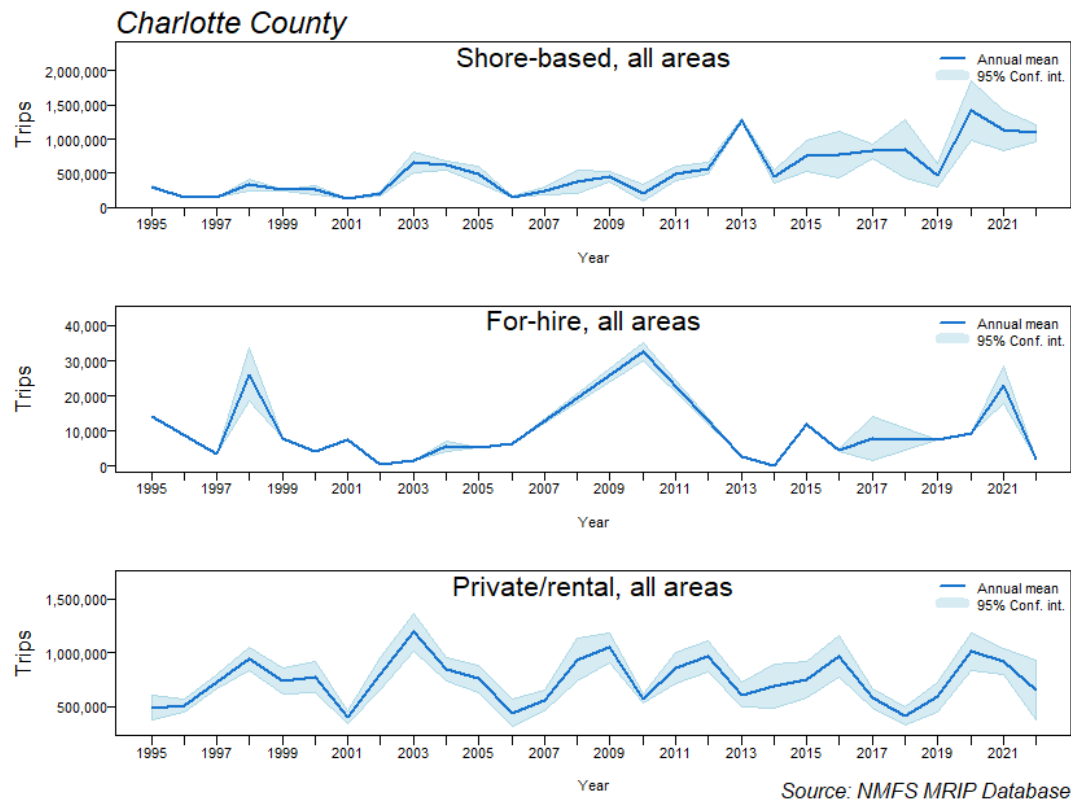 Charlotte County
Shore-based, all areas
Annual mean
95% Conf. int.
Trips
2,000,000
1,500,000
1,000,000
500,000
0
1995 1997 1999 2001 2003 2005 2007 2009 2011 2013 2015 2017 2019 2021
Year
For-hire, all areas
Annual mean
95% Conf. int.
Trips
40,000
30,000
20,000
10,000
0
1995 1997 1999 2001 2003 2005 2007 2009 2011 2013 2015 2017 2019 2021
Year
Private/rental, all areas
Annual mean
95% Conf. int.
Trips
1,500,000
1,000,000
500,000
1995 1997 1999 2001 2003 2005 2007 2009 2011 2013 2015 2017 2019 2021
Year
Source: NMFS MRIP Database